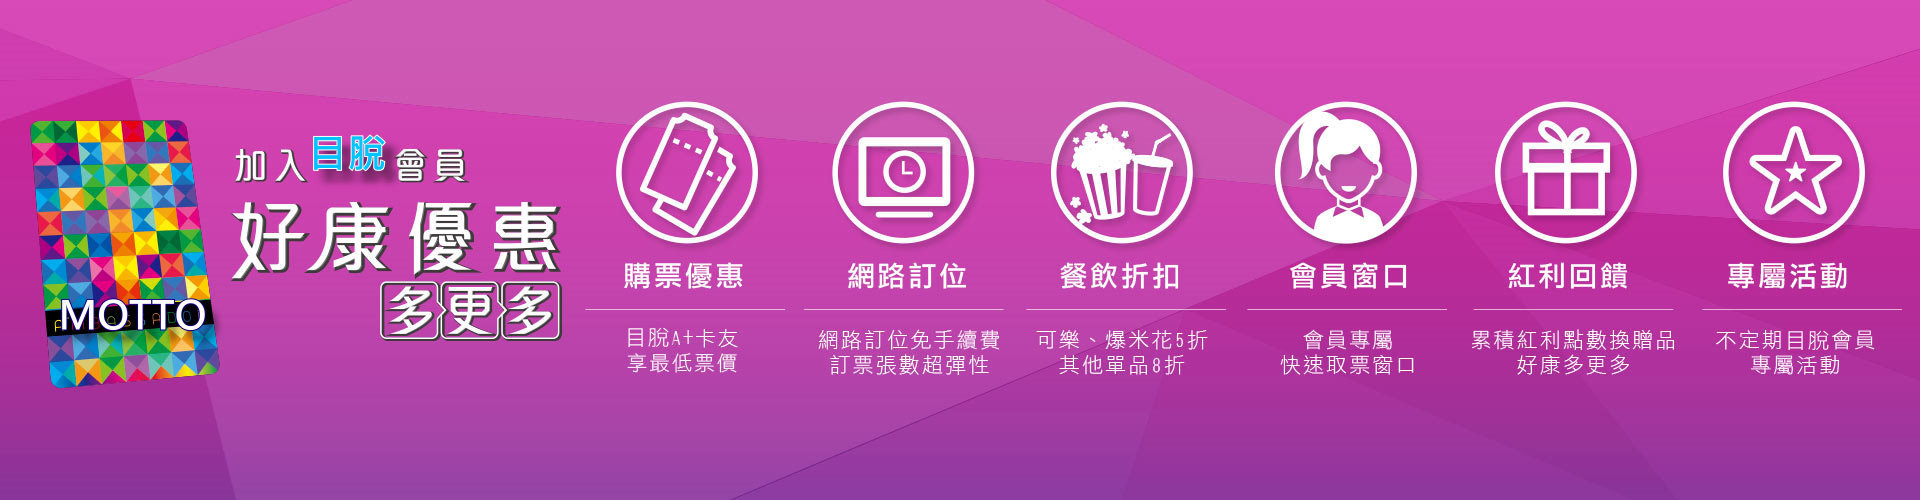 加入目脫會員
好康優惠
多更多
MOTTO
購票優惠
目脫A+卡友
享最低票價
網路訂位
網路訂位免手續費
訂票張數超彈性
餐飲折扣
可樂、爆米花5折
其他單品8折
會員窗口
會員專屬
快速取票窗口
紅利回饋
累積紅利點數換贈品
好康多更多
專屬活動
不定期目脫會員
專屬活動